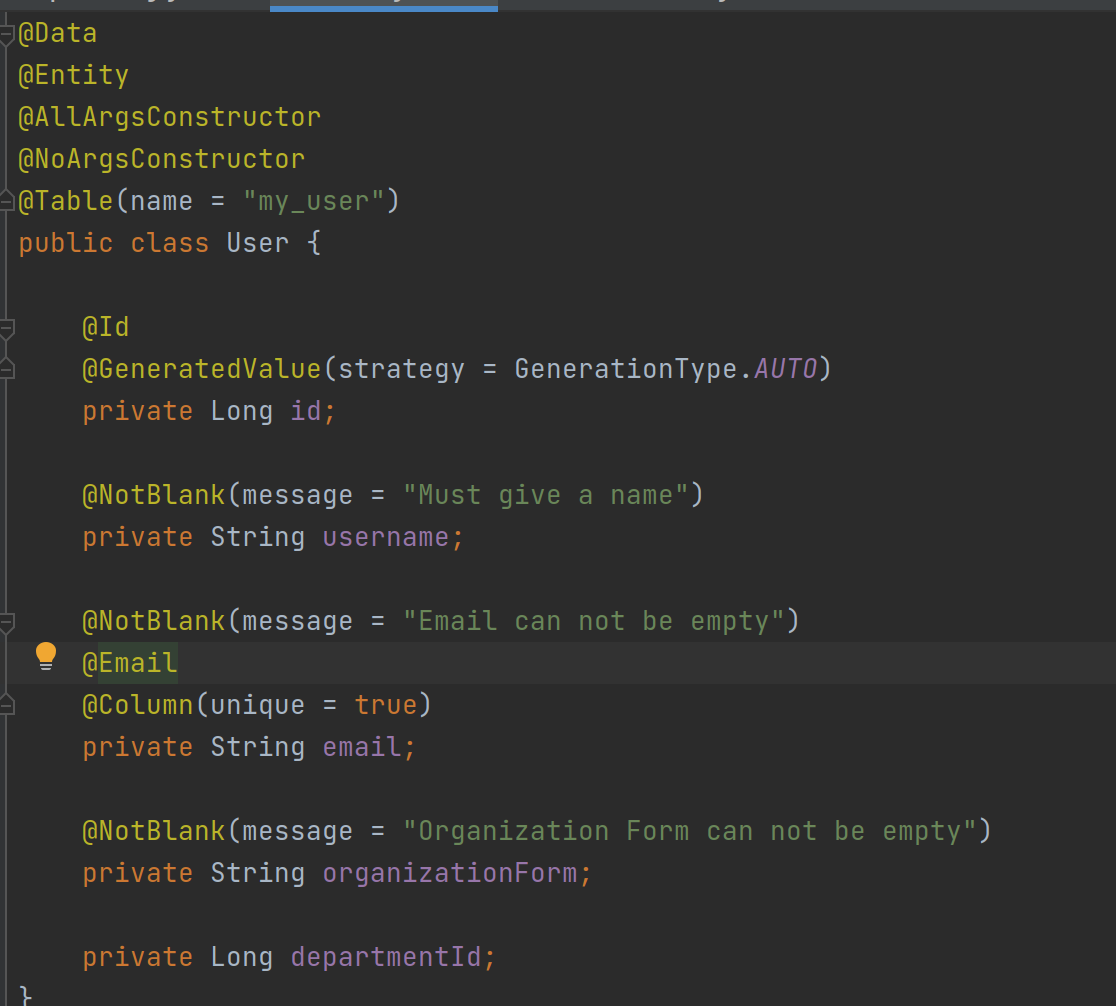 @Data
@Entity
@AllArgsConstructor
@NoArgsConstructor
@Table(name = "my_user")
public class User {
@Id
@GeneratedValue(strategy = GenerationType.AUTO)
private Long id;
@NotBlank(message = "Must give a name")
private String username;
@NotBlank(message = "Email can not be empty")
@Email
@Column(unique = true)
private String email;
@NotBlank(message = "Organization Form can not be empty")
private String organizationForm;
private Long departmentId;
}